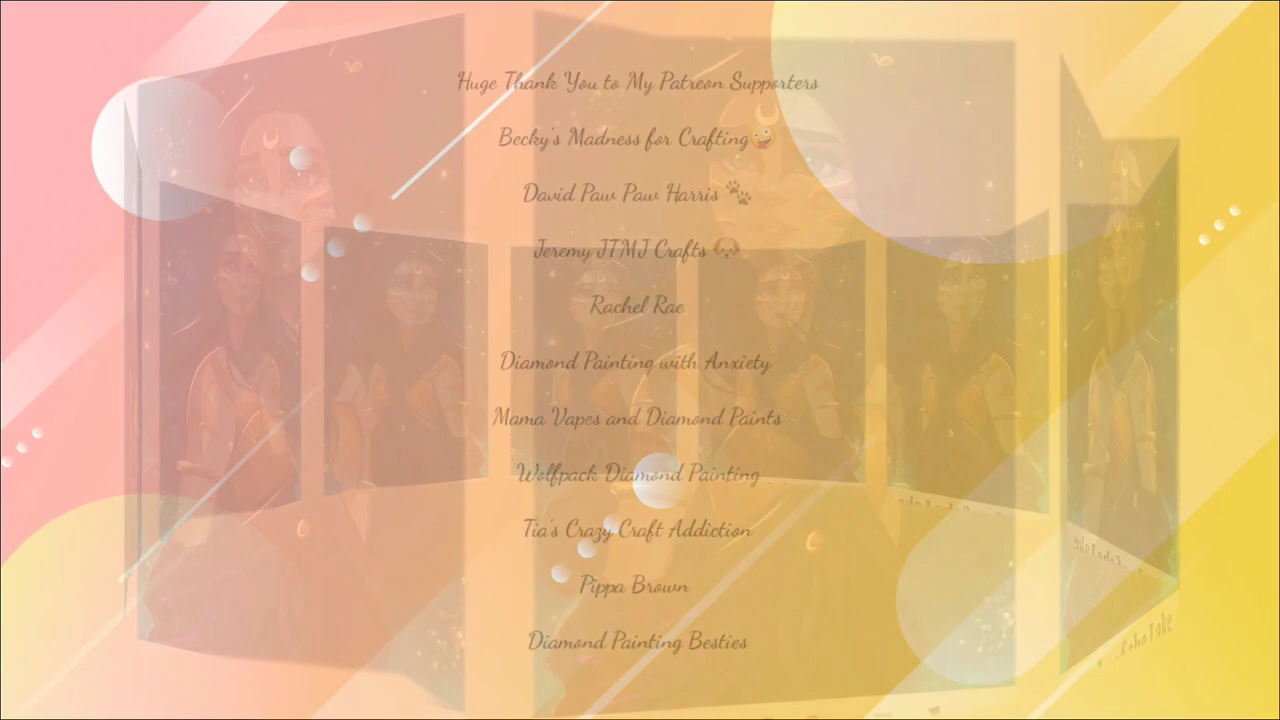 Huge Thank You to My Patreon Supporters
Becky's Madness for Crafting🤪
David Paw Paw Harris 🐾
Jeremy JTMJ Crafts 🐶
Rachel Rae
Diamond Painting with Anxiety
Mama Vapes and Diamond Paints
Wolfpack Diamond Painting
Tia's Crazy Craft Addiction
Pippa Brown
Diamond Painting Besties